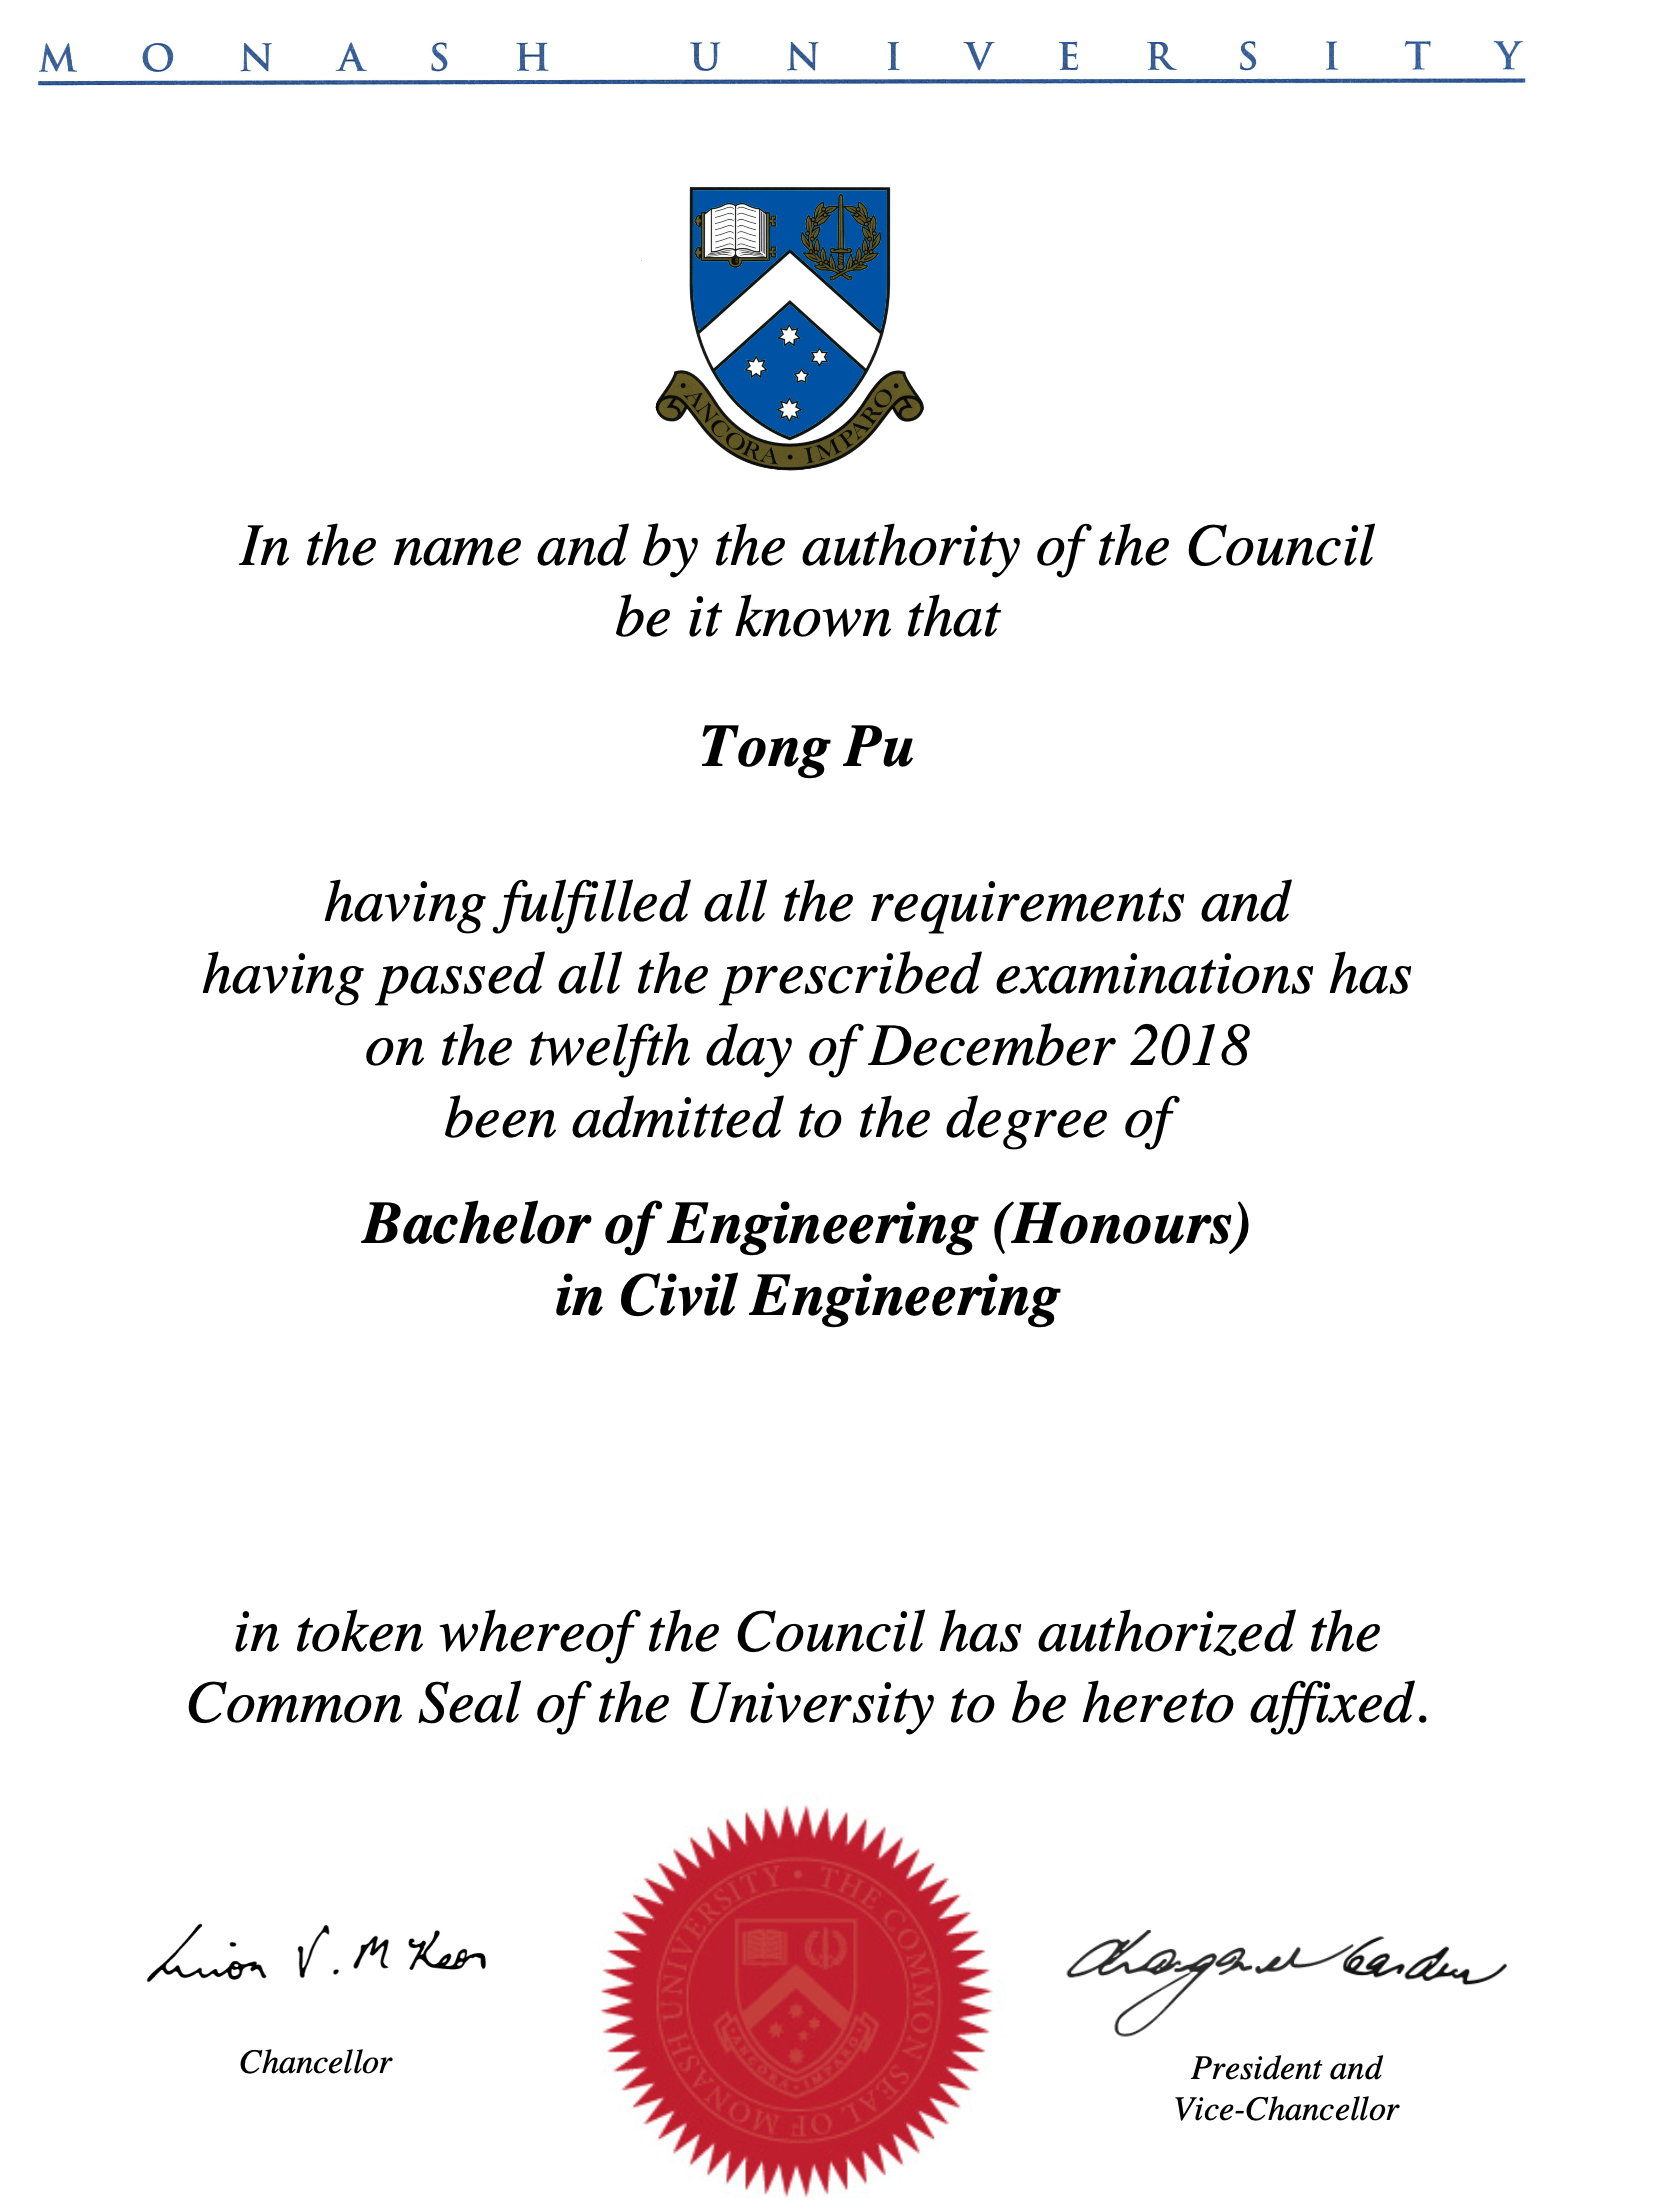 MONASH UNIVERSITY
ANCORA · IMPARO
In the name and by the authority of the Council
be it known that
Tong Pu
having fulfilled all the requirements and
having passed all the prescribed examinations has
on the twelfth day of December 2018
been admitted to the degree of
Bachelor of Engineering (Honours)
in Civil Engineering
in token whereof the Council has authorized the
Common Seal of the University to be hereto affixed.
THE COMMON SEAL OF MONASH UNIVERSITY
ANCORA · IMPARO
Chancellor
President and
Vice-Chancellor